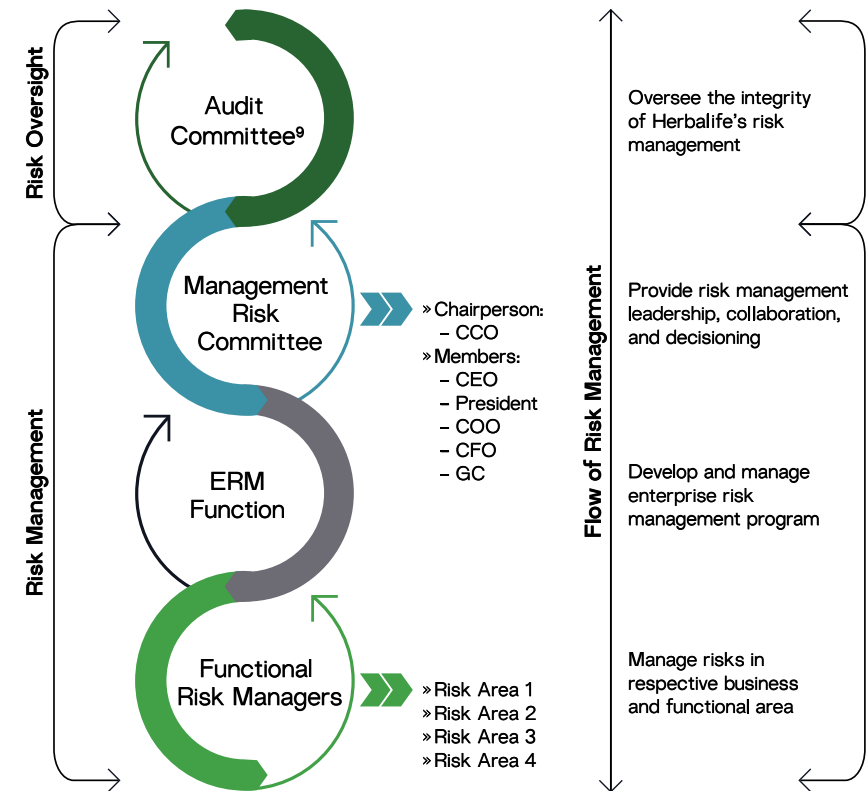 Risk Oversight
Audit
Committee⁹
Oversee the integrity
of Herbalife's risk
management
Risk Management
Management
Risk
Committee
» Chairperson:
– CCO
» Members:
– CEO
– President
– COO
– CFO
– GC
Flow of Risk Management
Provide risk management
leadership, collaboration,
and decisioning
ERM
Function
Develop and manage
enterprise risk
management program
Functional
Risk Managers
» Risk Area 1
» Risk Area 2
» Risk Area 3
» Risk Area 4
Manage risks in
respective business
and functional area